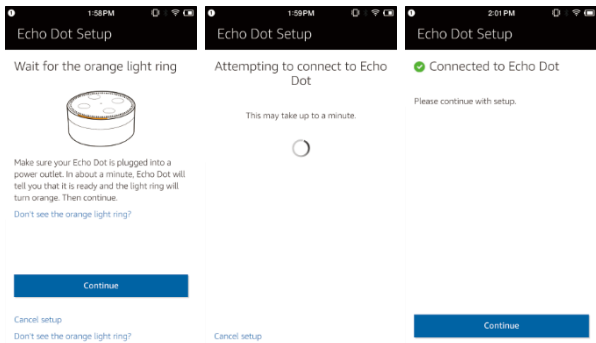 1:58PM
Echo Dot Setup
Wait for the orange light ring
Make sure your Echo Dot is plugged into a
power outlet. In about a minute, Echo Dot will
tell you that it is ready and the light ring will
turn orange. Then continue.
Don't see the orange light ring?
Continue
Cancel setup
Don't see the orange light ring?
1:59PM
Echo Dot Setup
Attempting to connect to Echo
Dot
This may take up to a minute.
Cancel setup
2:01PM
Echo Dot Setup
Connected to Echo Dot
Please continue with setup.
Continue